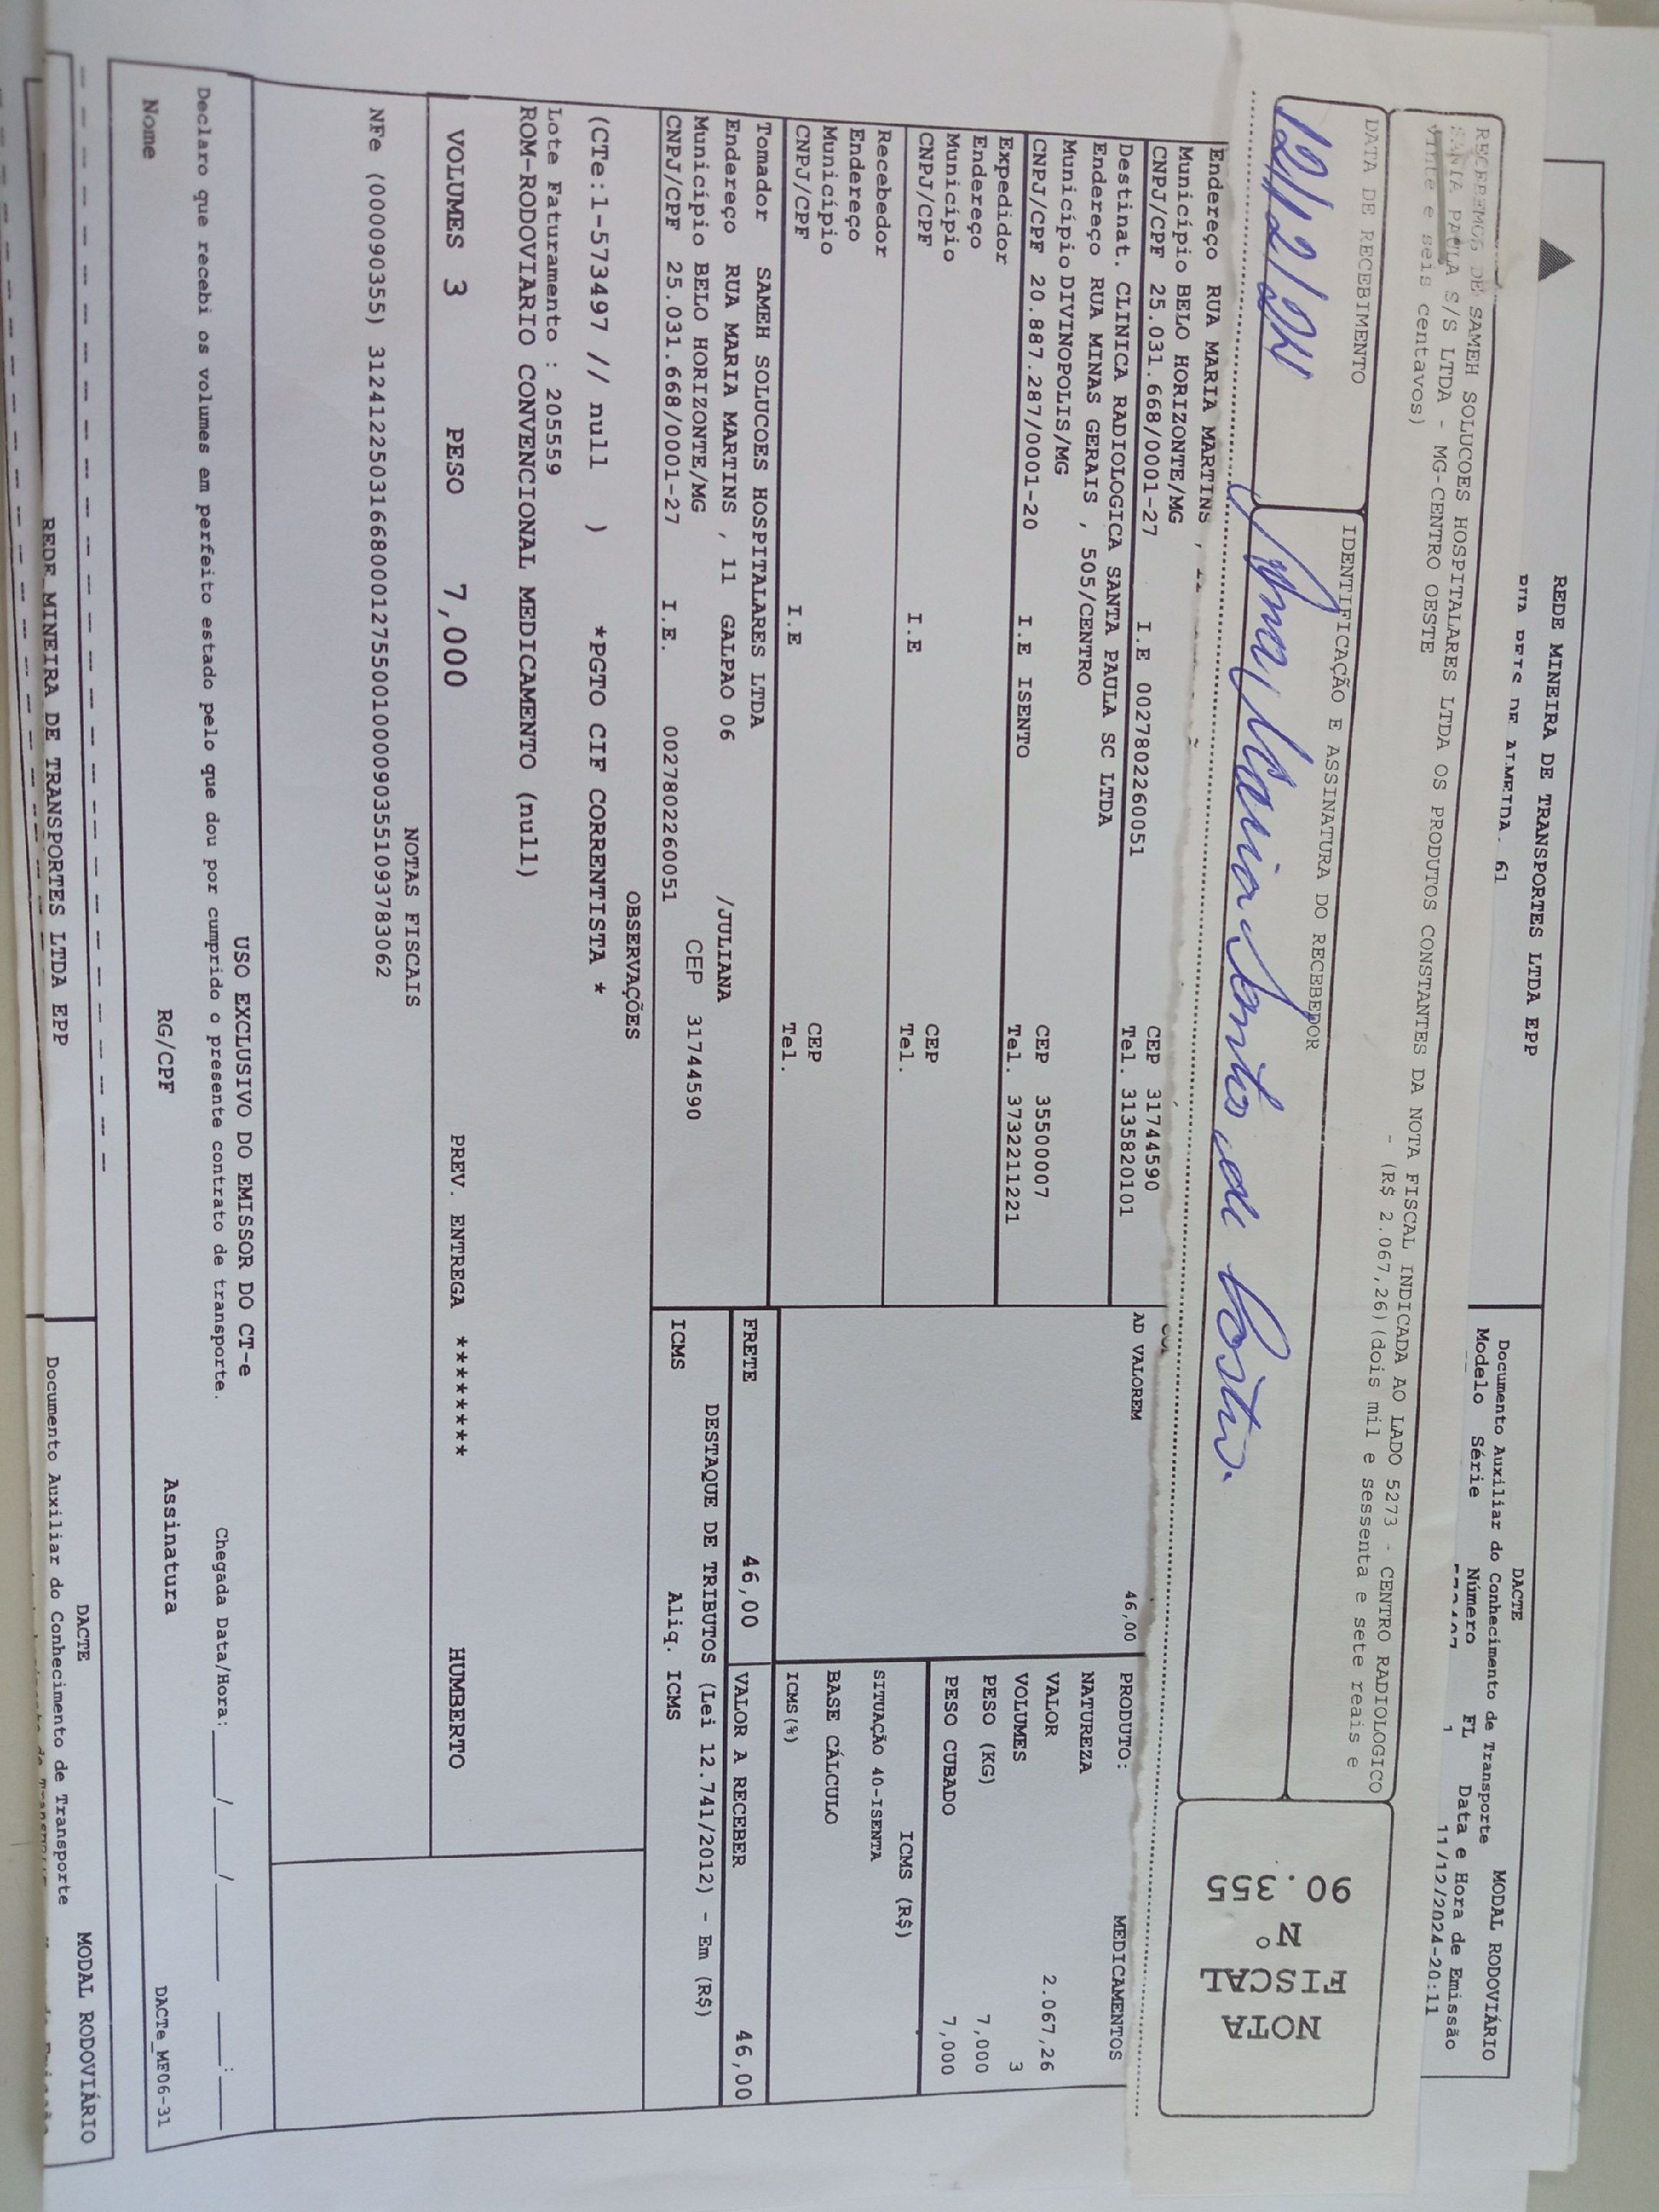 REDE MINEIRA DE TRANSPORTES LTDA EPP
RUA REIS DE ALMEIDA, 61
DACTE
MODAL RODOVIÁRIO
Documento Auxiliar do Conhecimento de Transporte
Modelo Série Número FL Data e Hora de Emissão
1 11/12/2024-20:11
RECEBEMOS DE SAMEH SOLUCOES HOSPITALARES LTDA OS PRODUTOS CONSTANTES DA NOTA FISCAL INDICADA AO LADO 5273 - CENTRO RADIOLOGICO
SANTA PAULA S/S LTDA - MG-CENTRO OESTE - (R$ 2.067,26)(dois mil e sessenta e sete reais e
vinte e seis centavos)
DATA DE RECEBIMENTO
IDENTIFICAÇÃO E ASSINATURA DO RECEBEDOR
12/12/24
de Costa
NOTA
FISCAL
Nº
90.355
Endereço RUA MARIA MARTINS ,
Município BELO HORIZONTE/MG CEP 31744590
CNPJ/CPF 25.031.668/0001-27 I.E 0027802260051 Tel. 3135820101
Destinat. CLINICA RADIOLOGICA SANTA PAULA SC LTDA
Endereço RUA MINAS GERAIS , 505/CENTRO
Município DIVINOPOLIS/MG CEP 35500007
CNPJ/CPF 20.887.287/0001-20 I.E ISENTO Tel. 3732211221
Expedidor
Endereço
Município CEP
CNPJ/CPF I.E Tel.
Recebedor
Endereço
Município CEP
CNPJ/CPF I.E Tel.
Tomador SAMEH SOLUCOES HOSPITALARES LTDA
Endereço RUA MARIA MARTINS , 11 GALPAO 06 /JULIANA
Município BELO HORIZONTE/MG CEP 31744590
CNPJ/CPF 25.031.668/0001-27 I.E. 0027802260051
AD VALOREM 46,00
PRODUTO: MEDICAMENTOS
NATUREZA
VALOR 2.067,26
VOLUMES 3
PESO (KG) 7,000
PESO CUBADO 7,000
ICMS (R$)
SITUAÇÃO 40-ISENTA
BASE CÁLCULO
ICMS(%)
FRETE 46,00
VALOR A RECEBER 46,00
DESTAQUE DE TRIBUTOS (Lei 12.741/2012) - Em (R$)
ICMS Aliq. ICMS
OBSERVAÇÕES
(CTe:1-573497 // null ) *PGTO CIF CORRENTISTA *
Lote Faturamento : 205559
ROM-RODOVIARIO CONVENCIONAL MEDICAMENTO (null)
VOLUMES 3 PESO 7,000 PREV. ENTREGA ******** HUMBERTO
NOTAS FISCAIS
NFe (000090355) 31241225031668000127550010000903551093783062
USO EXCLUSIVO DO EMISSOR DO CT-e
Declaro que recebi os volumes em perfeito estado pelo que dou por cumprido o presente contrato de transporte. Chegada Data/Hora:____/____/______ ___:___
Nome RG/CPF Assinatura
DACTe_MF06-31
REDE MINEIRA DE TRANSPORTES LTDA EPP
DACTE
MODAL RODOVIÁRIO
Documento Auxiliar do Conhecimento de Transporte